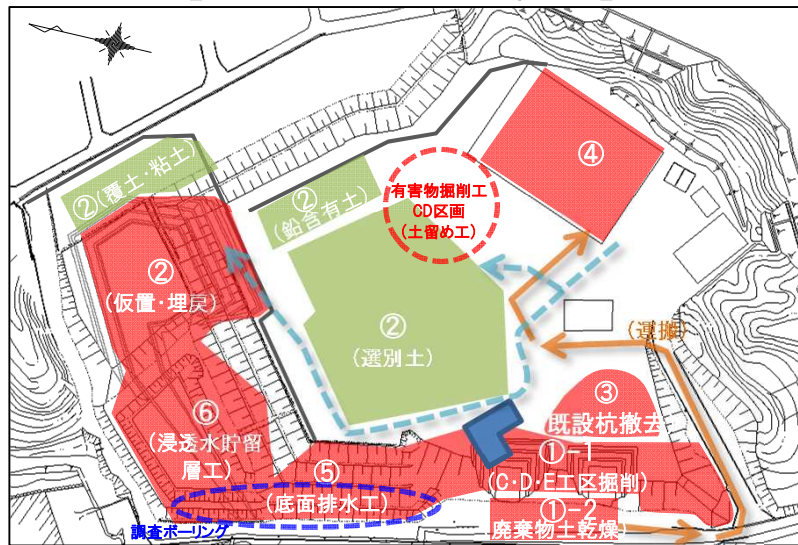 ②(覆土・粘土)
②
(鉛含有土)
有害物掘削工
CD区画
(土留め工)
④
②
(仮置・埋戻)
②
(選別土)
(運搬)
③
既設杭撤去
⑥
(浸透水貯留
層工)
⑤
(底面排水工)
①-1
(C・D・E工区掘削)
①-2
(廃棄物土乾燥)
調査ボーリング